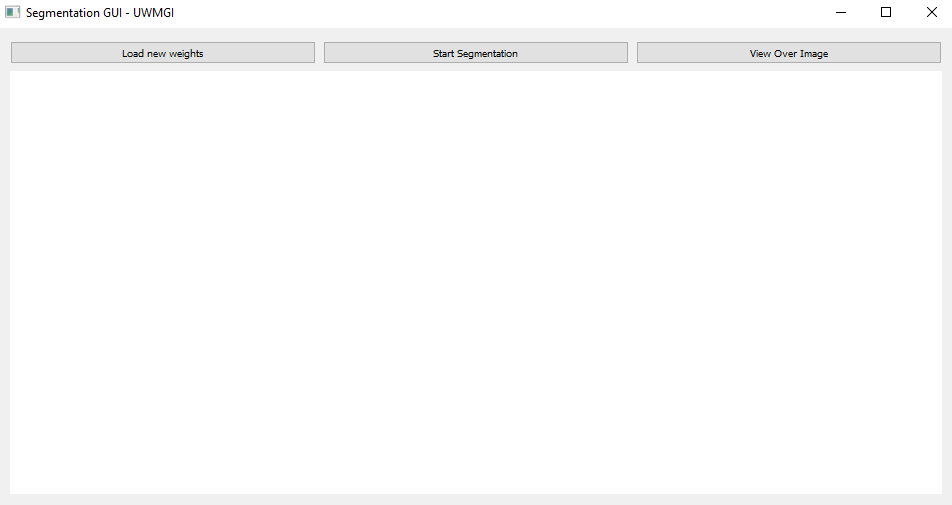 Segmentation GUI - UWMGI
Load new weights
Start Segmentation
View Over Image